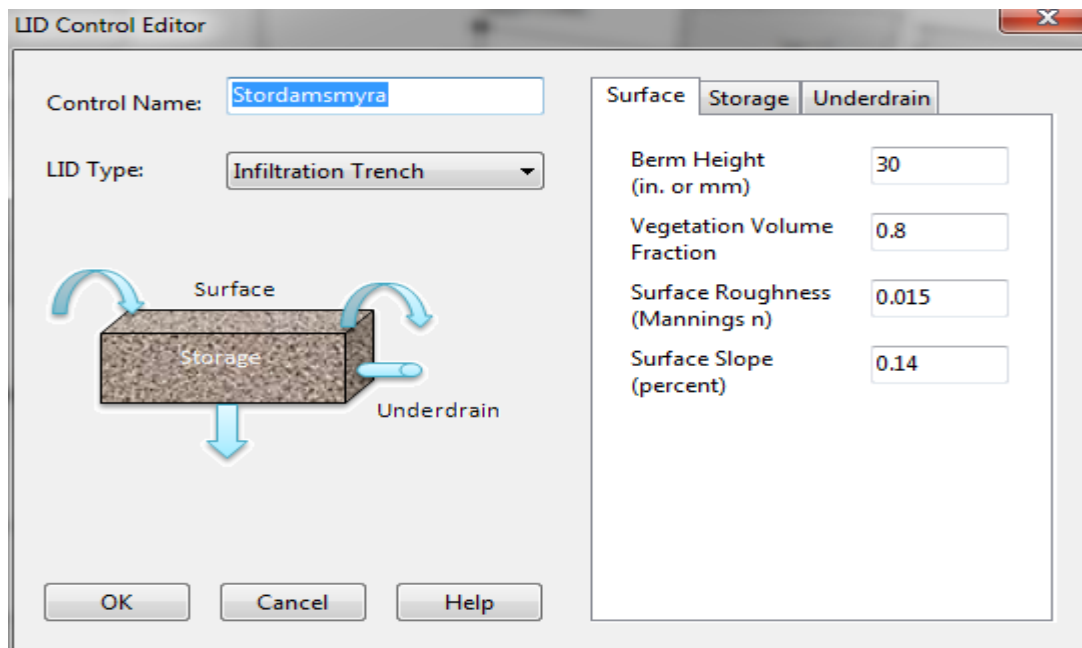 LID Control Editor
Control Name:
Stordamsmyra
LID Type:
Infiltration Trench
Surface
Storage
Underdrain
OK
Cancel
Help
Surface
Storage
Underdrain
Berm Height
(in. or mm)
30
Vegetation Volume
Fraction
0.8
Surface Roughness
(Mannings n)
0.015
Surface Slope
(percent)
0.14